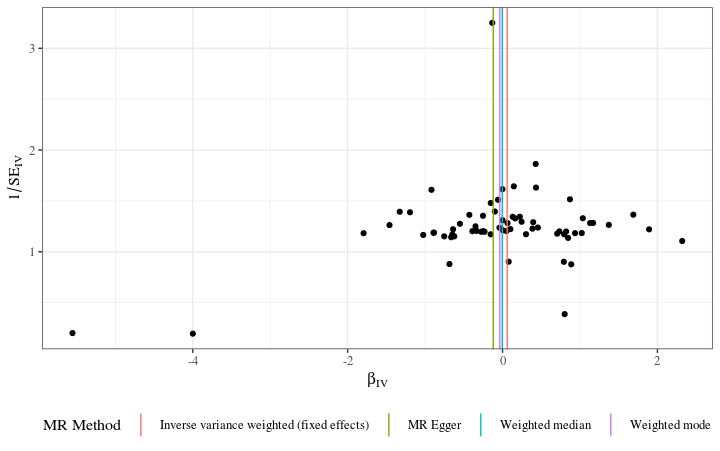 3
2
1
1/SE_IV
-4
-2
0
2
β_IV
MR Method Inverse variance weighted (fixed effects) MR Egger Weighted median Weighted mode